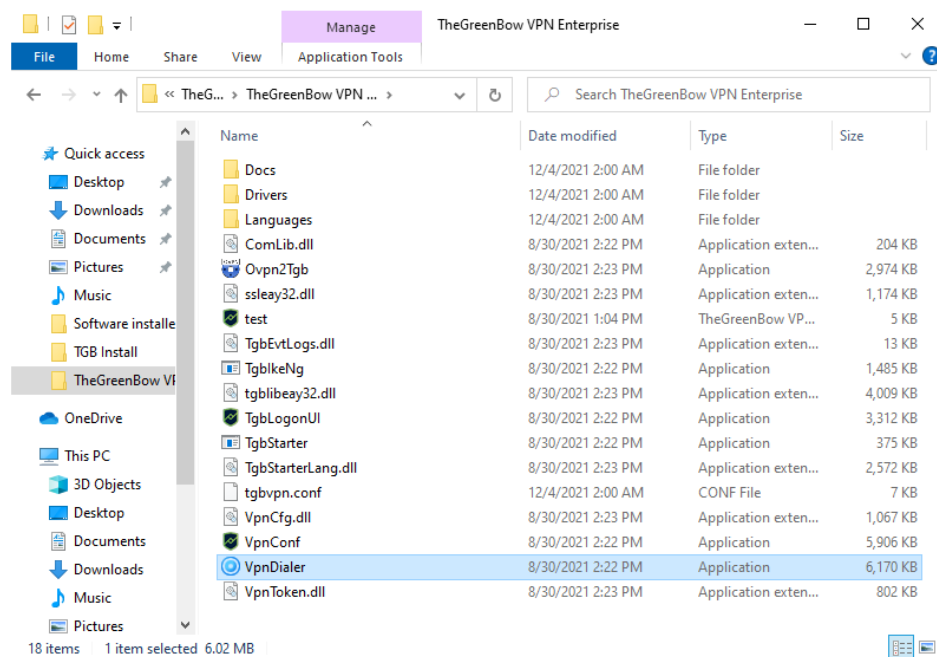 Manage
TheGreenBow VPN Enterprise
File
Home
Share
View
Application Tools
?
« TheG... › TheGreenBow VPN ... ›
Search TheGreenBow VPN Enterprise
Name
Date modified
Type
Size
Quick access
Desktop
Downloads
Documents
Pictures
Music
Software installe
TGB Install
TheGreenBow VP
OneDrive
This PC
3D Objects
Desktop
Documents
Downloads
Music
Pictures
Docs 12/4/2021 2:00 AM File folder
Drivers 12/4/2021 2:00 AM File folder
Languages 12/4/2021 2:00 AM File folder
ComLib.dll 8/30/2021 2:22 PM Application exten... 204 KB
Ovpn2Tgb 8/30/2021 2:23 PM Application 2,974 KB
ssleay32.dll 8/30/2021 2:23 PM Application exten... 1,174 KB
test 8/30/2021 1:04 PM TheGreenBow VP... 5 KB
TgbEvtLogs.dll 8/30/2021 2:23 PM Application exten... 13 KB
TgbIkeNg 8/30/2021 2:22 PM Application 1,485 KB
tgblibeay32.dll 8/30/2021 2:23 PM Application exten... 4,009 KB
TgbLogonUI 8/30/2021 2:22 PM Application 3,312 KB
TgbStarter 8/30/2021 2:22 PM Application 375 KB
TgbStarterLang.dll 8/30/2021 2:23 PM Application exten... 2,572 KB
tgbvpn.conf 12/4/2021 2:00 AM CONF File 7 KB
VpnCfg.dll 8/30/2021 2:23 PM Application exten... 1,067 KB
VpnConf 8/30/2021 2:22 PM Application 5,906 KB
VpnDialer 8/30/2021 2:22 PM Application 6,170 KB
VpnToken.dll 8/30/2021 2:23 PM Application exten... 802 KB
18 items 1 item selected 6.02 MB